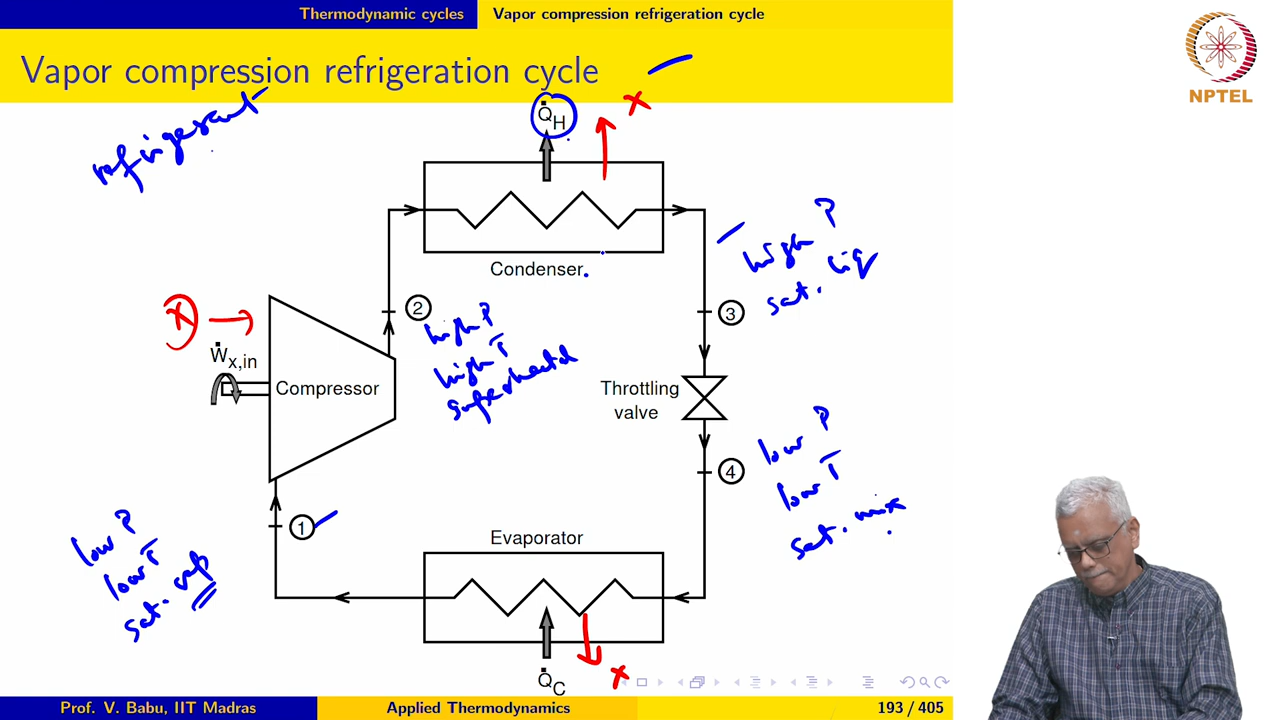 Thermodynamic cycles Vapor compression refrigeration cycle
Vapor compression refrigeration cycle
NPTEL
refrigerant
Q̇H
x
Condenser
high P
sat. liq
2
3
high P
high T
superheated
x
Ẇx,in
Compressor
Throttling
valve
low P
low T
sat. mix
4
1
low P
low T
sat. vap
Evaporator
Q̇C
x
Prof. V. Babu, IIT Madras Applied Thermodynamics 193 / 405